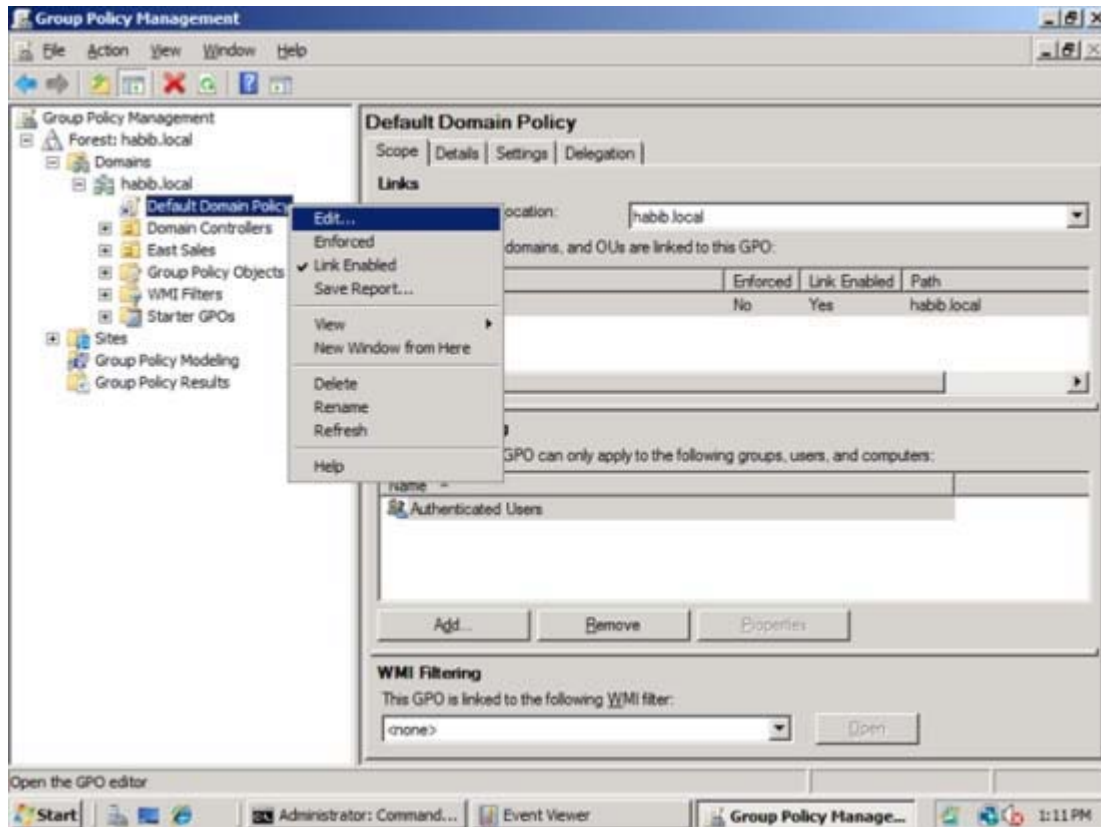 Group Policy Management
File Action View Window Help
Group Policy Management
Forest: habib.local
Domains
habib.local
Default Domain Policy
Domain Controllers
East Sales
Group Policy Objects
WMI Filters
Starter GPOs
Sites
Group Policy Modeling
Group Policy Results
Edit...
Enforced
Link Enabled
Save Report...
View
New Window from Here
Delete
Rename
Refresh
Help
Default Domain Policy
Scope Details Settings Delegation
Links
ocation: habib.local
domains, and OUs are linked to this GPO:
Enforced Link Enabled Path
No Yes habib.local
GPO can only apply to the following groups, users, and computers:
Name
Authenticated Users
Add... Remove Properties
WMI Filtering
This GPO is linked to the following WMI filter:
<none> Open
Open the GPO editor
Start Administrator: Command... Event Viewer Group Policy Manage... 1:11 PM